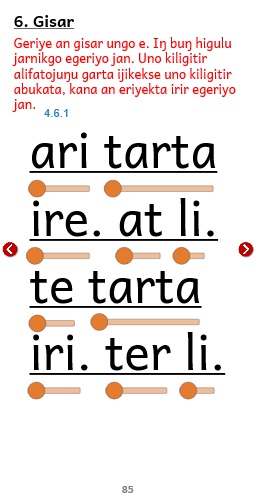 6. Gisar
Geriye an gisar ungo e. Iŋ buŋ higulu
jarnikgo egeriyo jan. Uno kiligitir
alifatojuŋu garta ijikekse uno kiligitir
abukata, kana an eriyekta irir egeriyo
jan.
4.6.1
ari tarta
ire. at li.
te tarta
iri. ter li.
85